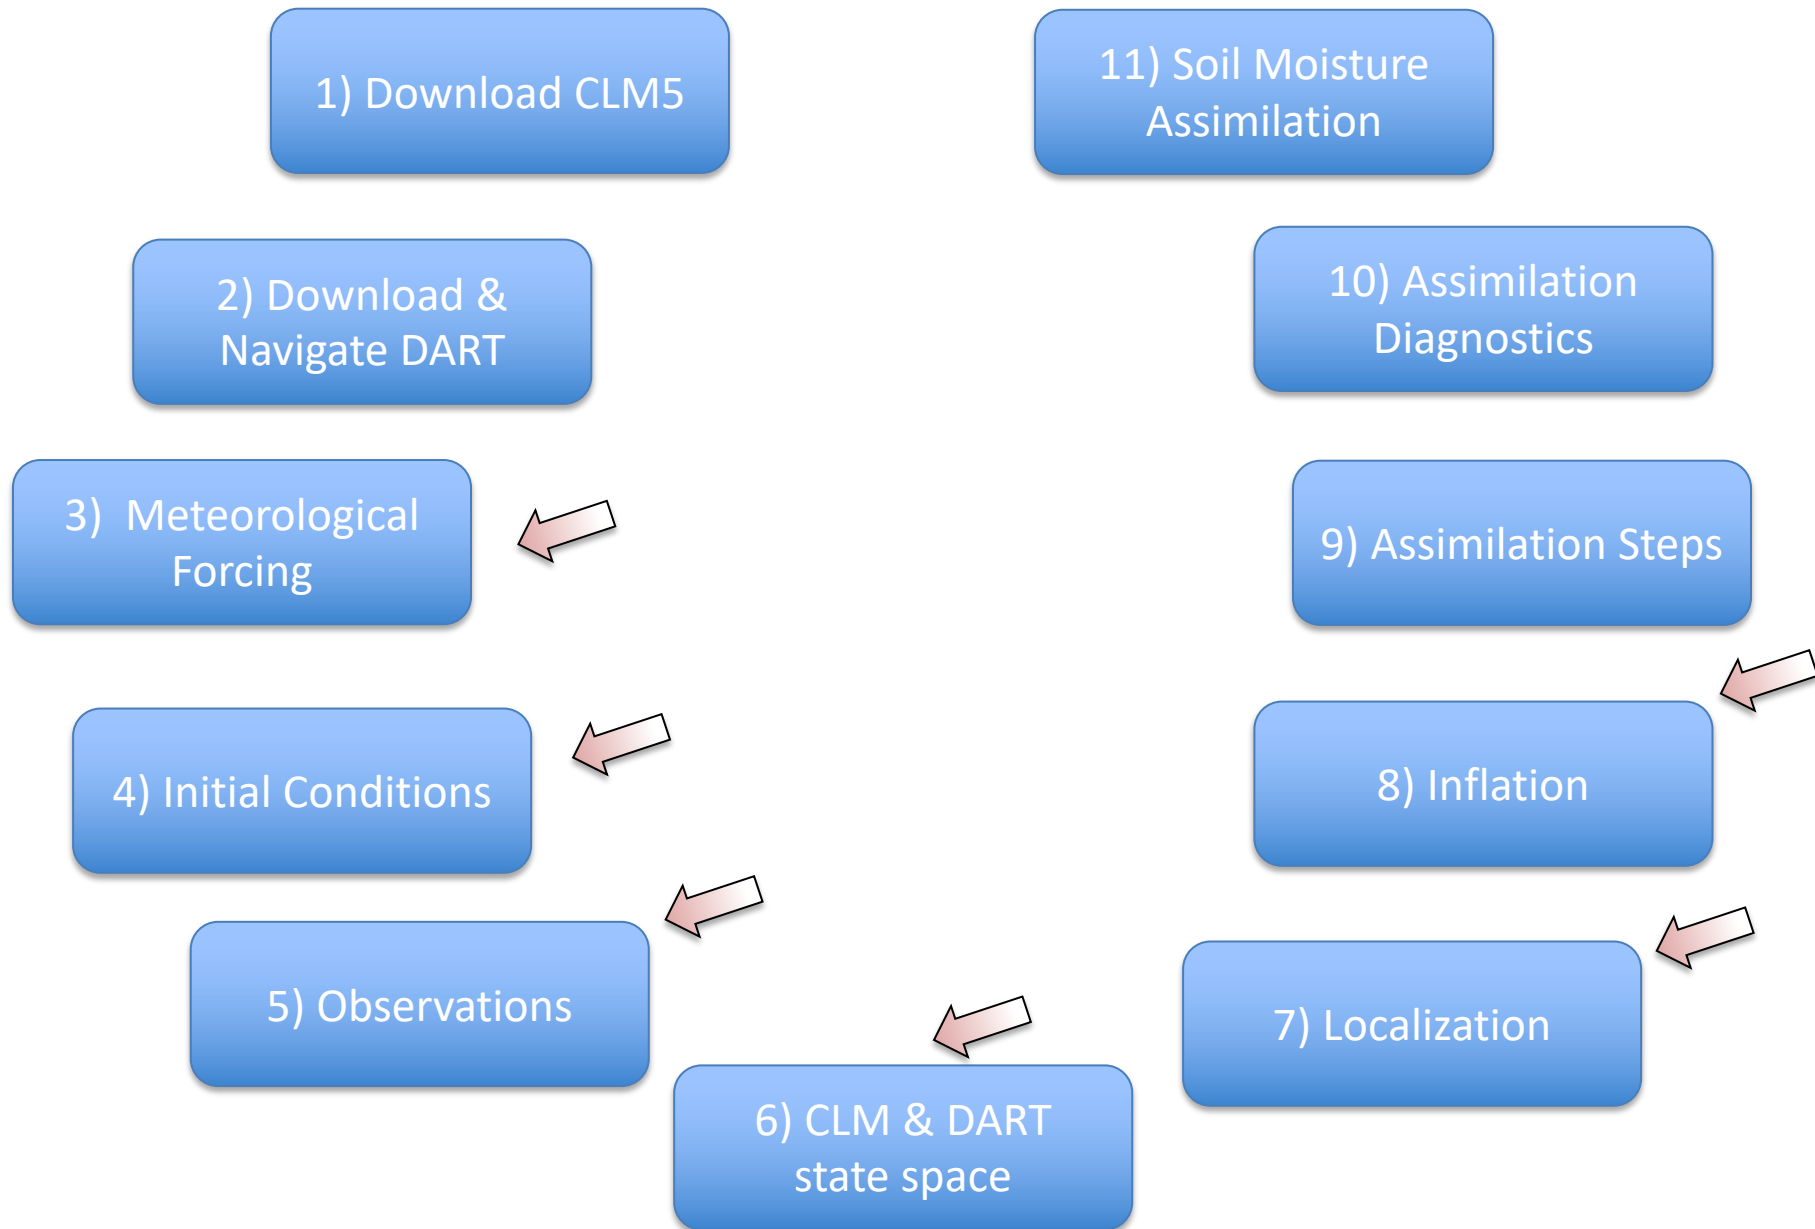 1) Download CLM5
2) Download &
Navigate DART
3)  Meteorological
Forcing
4) Initial Conditions
5) Observations
6) CLM & DART
state space
7) Localization
8) Inflation
9) Assimilation Steps
10) Assimilation
Diagnostics
11) Soil Moisture
Assimilation